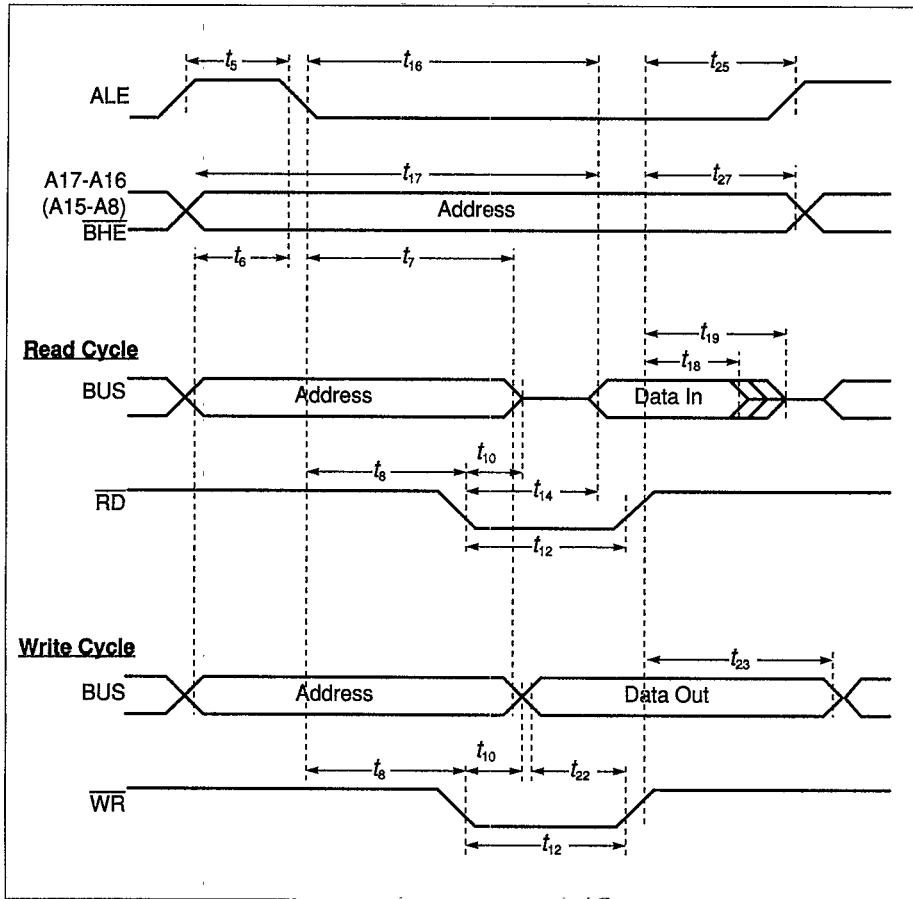 t5 t16 t25
ALE
A17-A16
(A15-A8)
BHE
t17 t27
Address
t6 t7
t19
Read Cycle
t18
BUS
Address
Data In
t8 t10
t14
RD
t12
Write Cycle
t23
BUS
Address
Data Out
t8 t10 t22
WR
t12